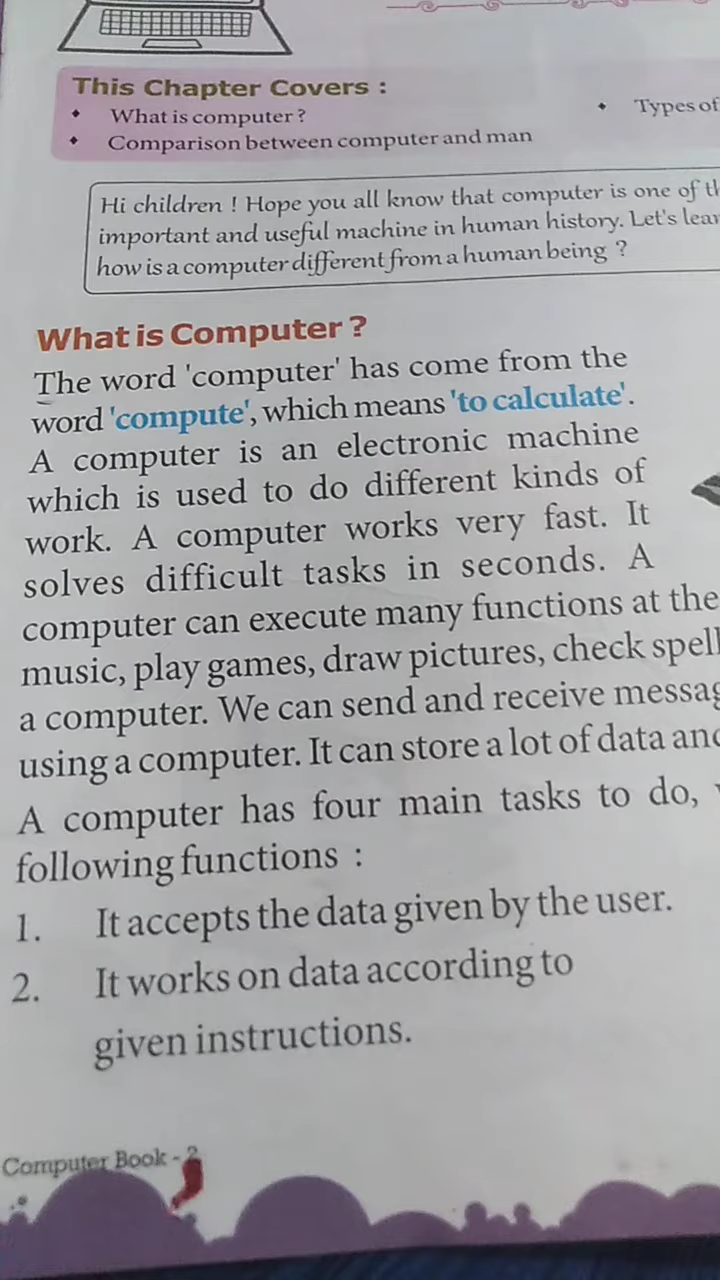 This Chapter Covers :
What is computer ?
Types of
Comparison between computer and man
Hi children ! Hope you all know that computer is one of
important and useful machine in human history. Let's
how is a computer different from a human being ?
What is Computer ?
The word 'computer' has come from the
word 'compute', which means 'to calculate'.
A computer is an electronic machine
which is used to do different kinds of
work. A computer works very fast. It
solves difficult tasks in seconds. A
computer can execute many functions at the
music, play games, draw pictures, check
a computer. We can send and receive
using a computer. It can store a lot of data
A computer has four main tasks to do,
following functions :
1. It accepts the data given by the user.
2. It works on data according to
given instructions.
Computer Book - 2